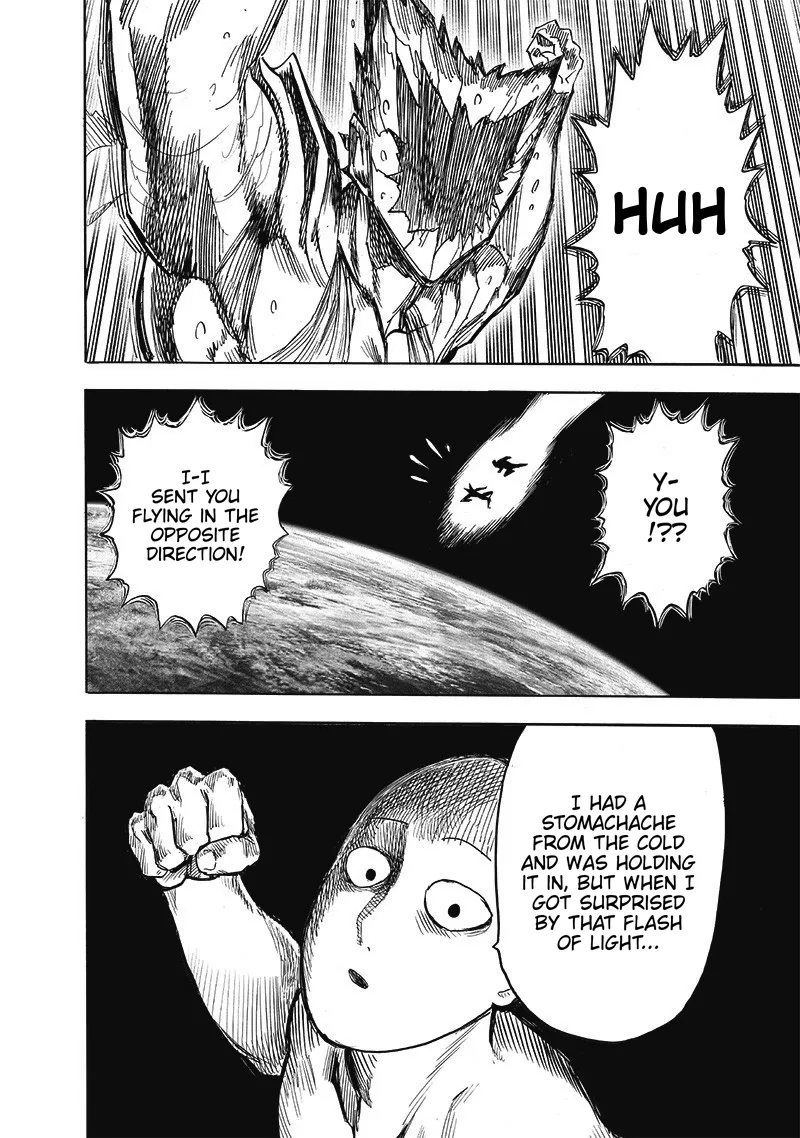 HUH
Y-
YOU
!??
I-I
SENT YOU
FLYING IN THE
OPPOSITE
DIRECTION!
I HAD A
STOMACHACHE
FROM THE COLD
AND WAS HOLDING
IT IN, BUT WHEN I
GOT SURPRISED
BY THAT FLASH
OF LIGHT...